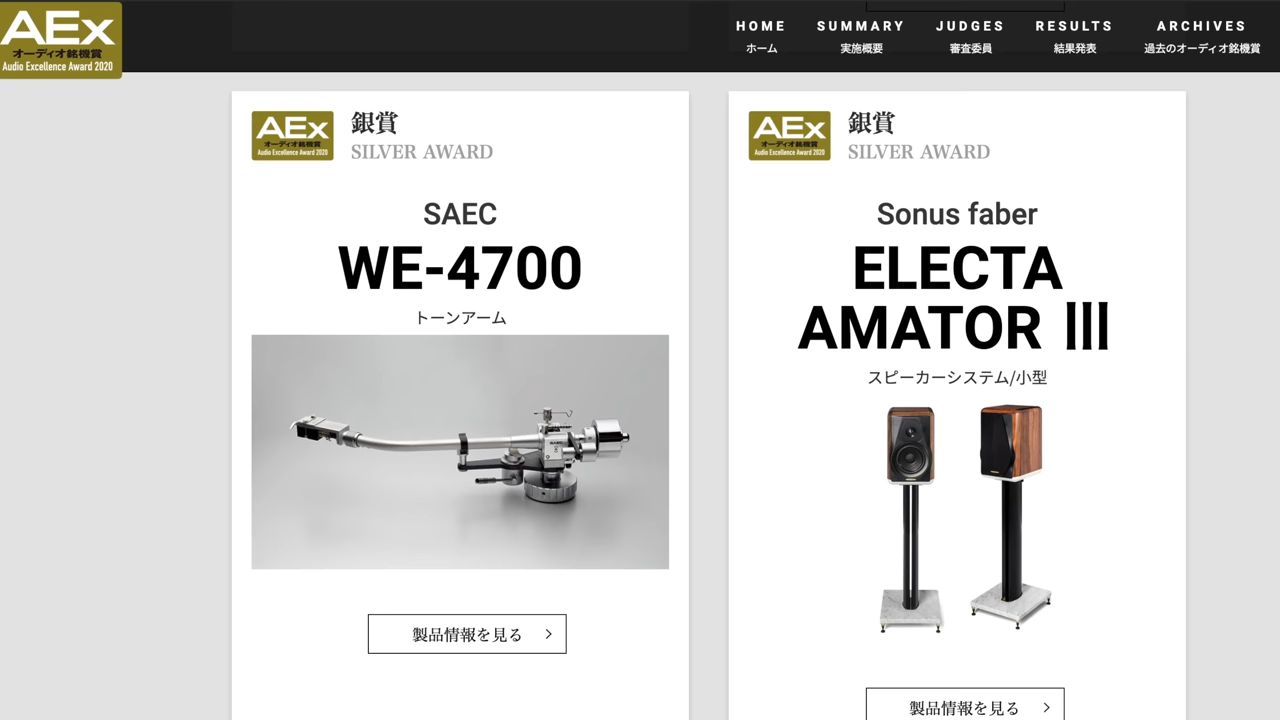 AEx
オーディオ銘機賞
Audio Excellence Award 2020
HOME SUMMARY JUDGES RESULTS ARCHIVES
ホーム 実施概要 審査委員 結果発表 過去のオーディオ銘機賞
AEx
オーディオ銘機賞
Audio Excellence Award 2020
銀賞
SILVER AWARD
SAEC
WE-4700
トーンアーム
製品情報を見る
AEx
オーディオ銘機賞
Audio Excellence Award 2020
銀賞
SILVER AWARD
Sonus faber
ELECTA
AMATOR Ⅲ
スピーカーシステム/小型
製品情報を見る